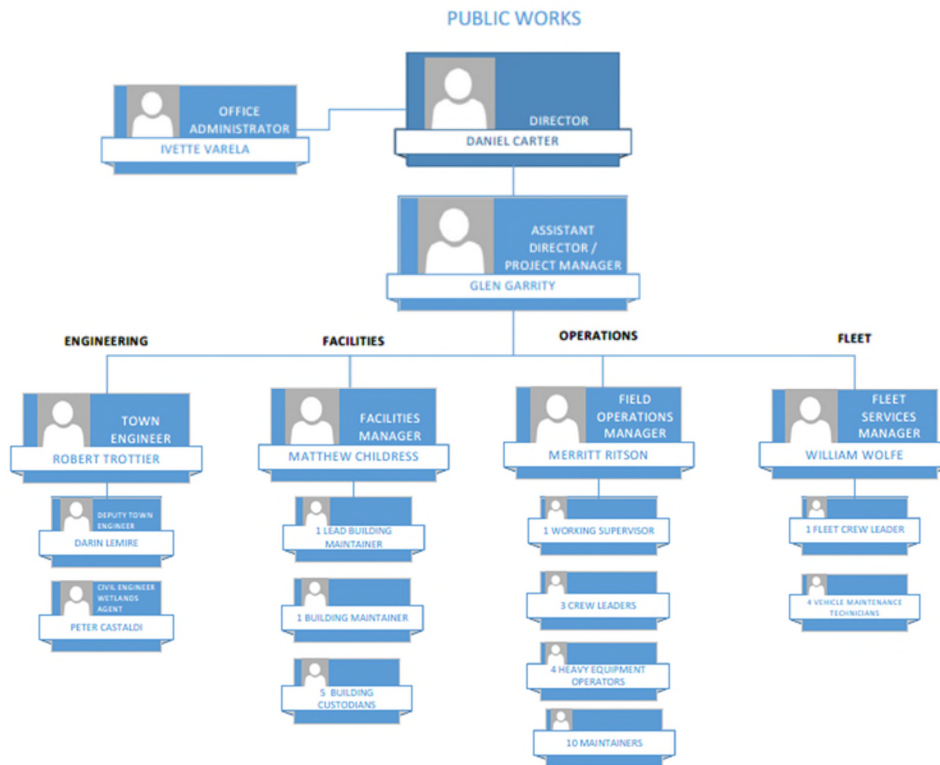 PUBLIC WORKS
DIRECTOR
DANIEL CARTER
OFFICE
ADMINISTRATOR
IVETTE VARELA
ASSISTANT
DIRECTOR /
PROJECT MANAGER
GLEN GARRITY
ENGINEERING
FACILITIES
OPERATIONS
FLEET
TOWN
ENGINEER
ROBERT TROTTIER
DEPUTY TOWN
ENGINEER
DARIN LEMIRE
CIVIL ENGINEER
WETLANDS
AGENT
PETER CASTALDI
FACILITIES
MANAGER
MATTHEW CHILDRESS
1 LEAD BUILDING
MAINTAINER
1 BUILDING MAINTAINER
5 BUILDING
CUSTODIANS
FIELD
OPERATIONS
MANAGER
MERRITT RITSON
1 WORKING SUPERVISOR
3 CREW LEADERS
4 HEAVY EQUIPMENT
OPERATORS
10 MAINTAINERS
FLEET
SERVICES
MANAGER
WILLIAM WOLFE
1 FLEET CREW LEADER
4 VEHICLE MAINTENANCE
TECHNICIANS